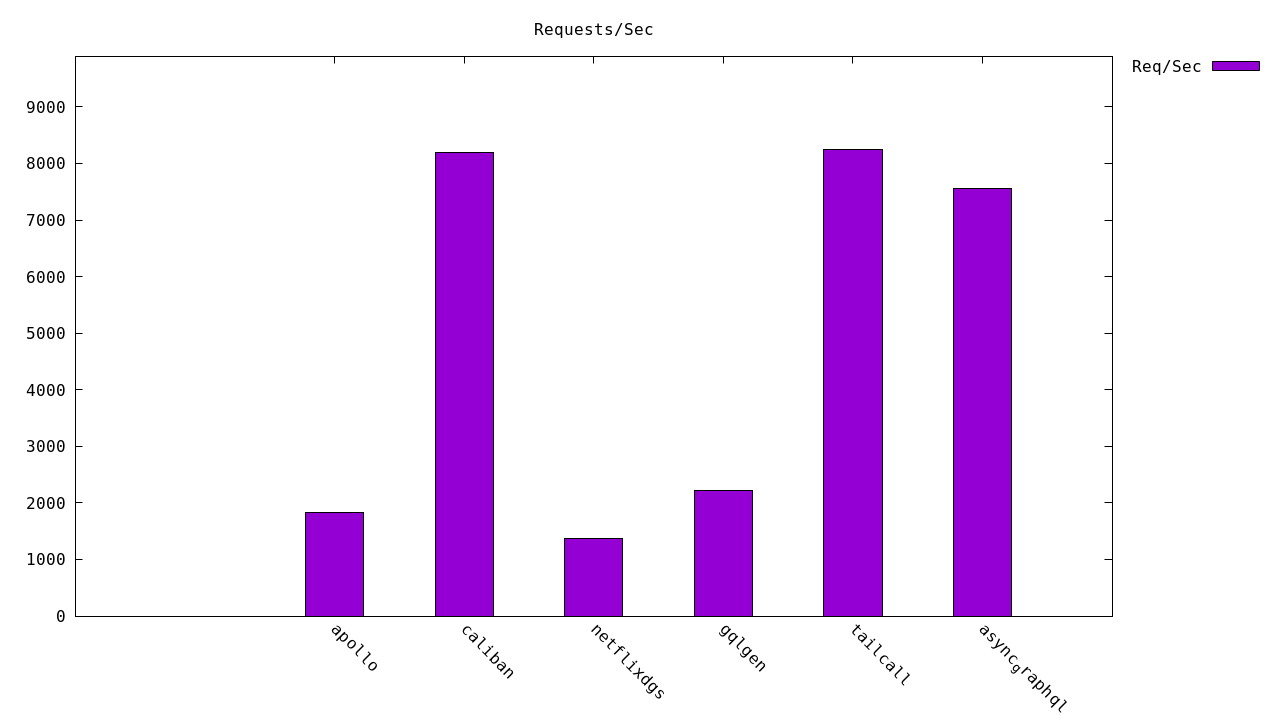 Requests/Sec
Req/Sec
9000
8000
7000
6000
5000
4000
3000
2000
1000
0
apollo
caliban
netflixdgs
gqlgen
tailcall
asyncgraphql